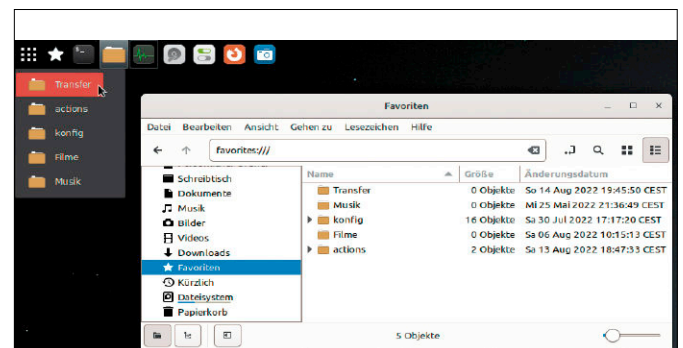 Transfer
actions
konfig
Filme
Musik
Favoriten
Datei Bearbeiten Ansicht Gehen zu Lesezeichen Hilfe
favorites:///
Schreibtisch
Dokumente
Musik
Bilder
Videos
Downloads
Favoriten
Kürzlich
Dateisystem
Papierkorb
Name Größe Änderungsdatum
Transfer 0 Objekte So 14 Aug 2022 19:45:50 CEST
Musik 0 Objekte Mi 25 Mai 2022 21:36:49 CEST
konfig 16 Objekte Sa 30 Jul 2022 17:17:20 CEST
Filme 0 Objekte Sa 06 Aug 2022 10:15:13 CEST
actions 2 Objekte Sa 13 Aug 2022 18:47:33 CEST
5 Objekte